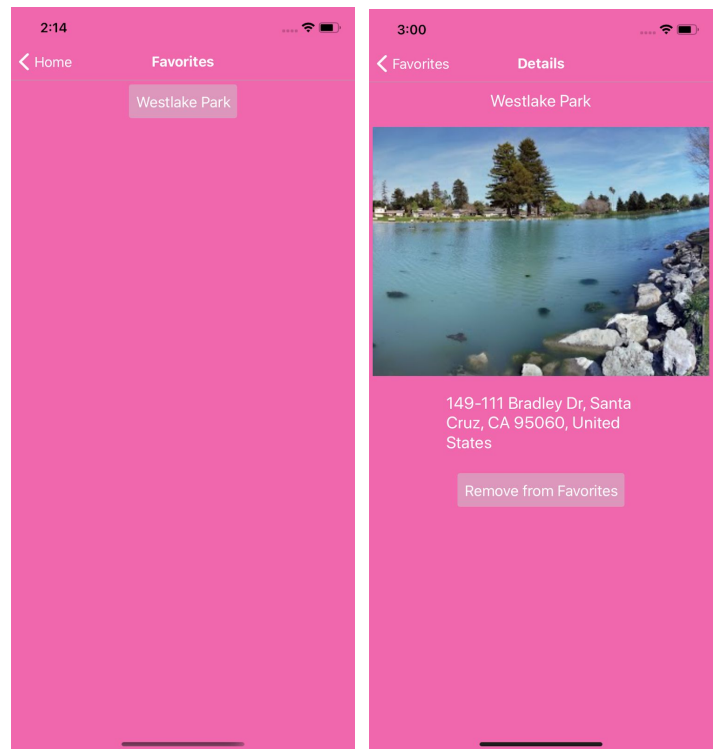 2:14
Home
Favorites
Westlake Park
3:00
Favorites
Details
Westlake Park
149-111 Bradley Dr, Santa
Cruz, CA 95060, United
States
Remove from Favorites